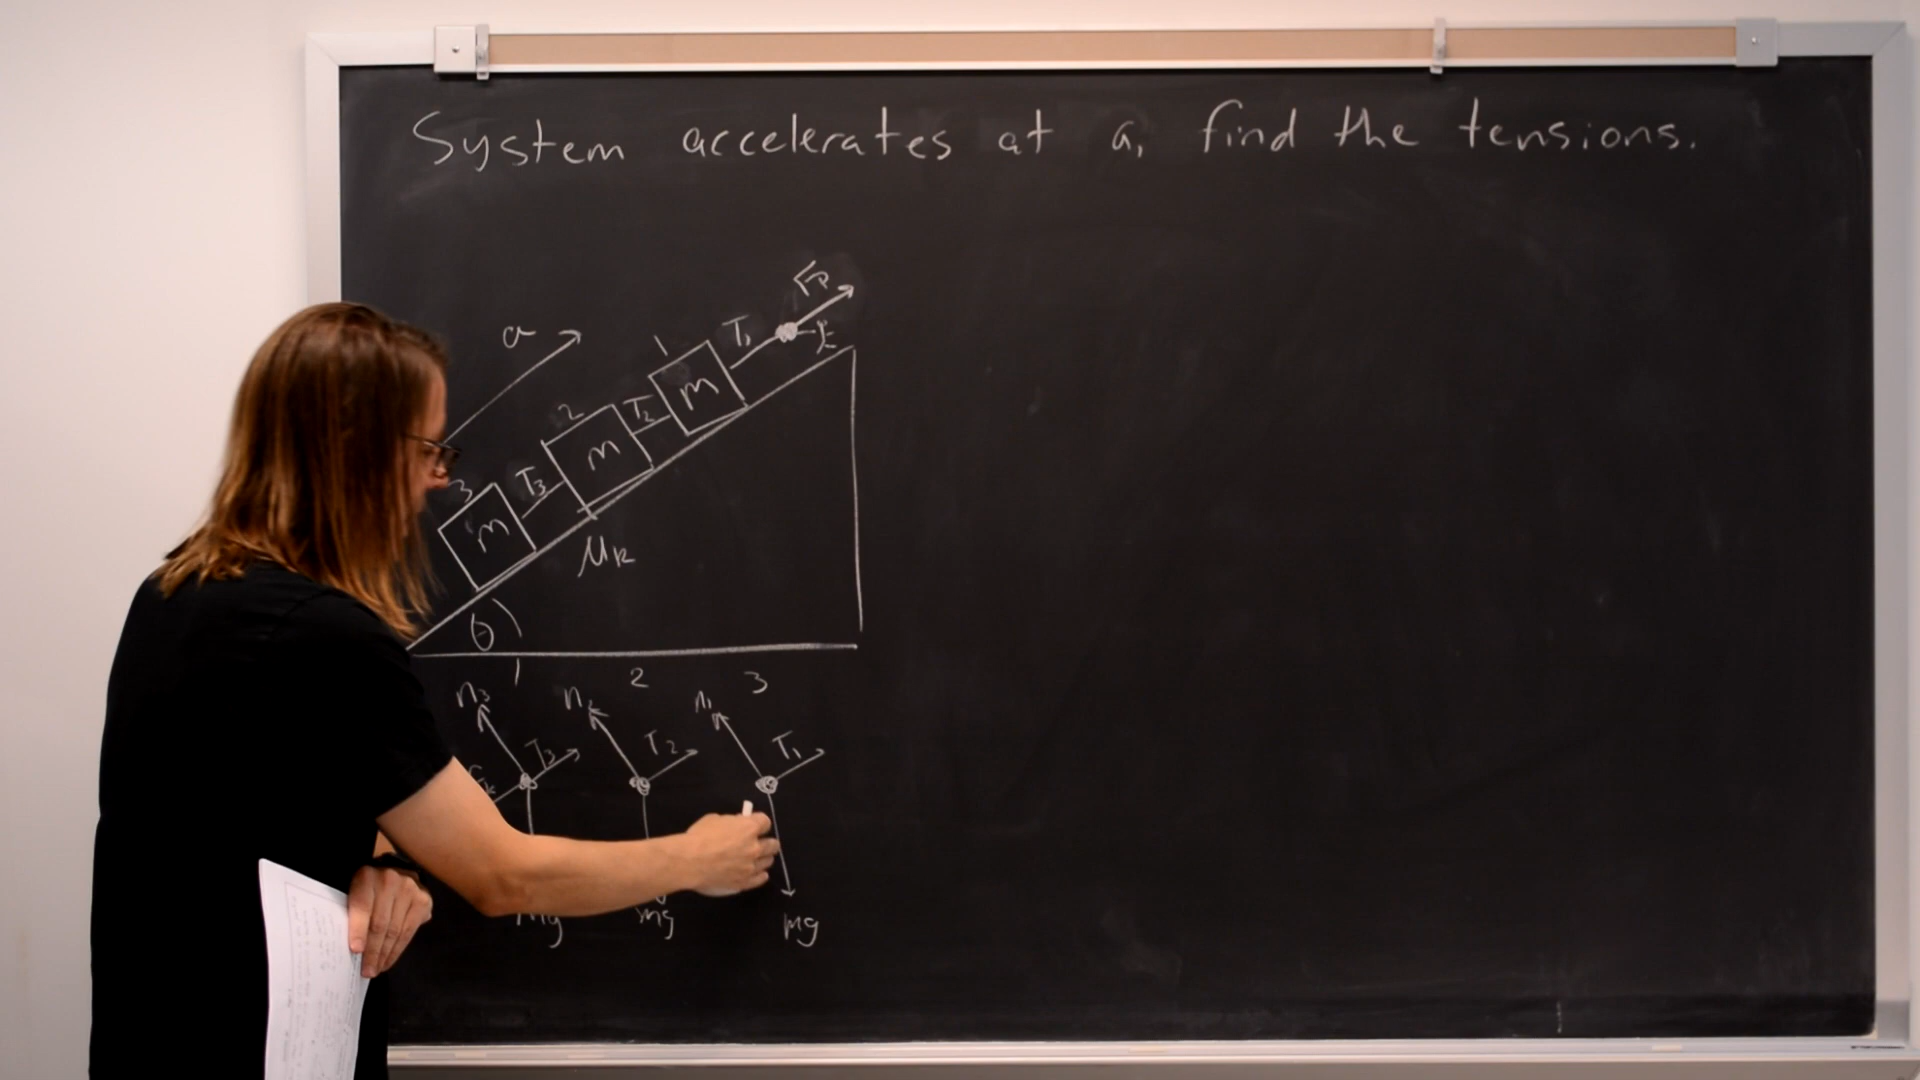 System accelerates at a, find the tensions.
Fp
a
1
T1
2
T2
m
3
T3
m
m
μk
θ
1 2 3
n3 n2 n1
T3 T2 T1
mg mg mg